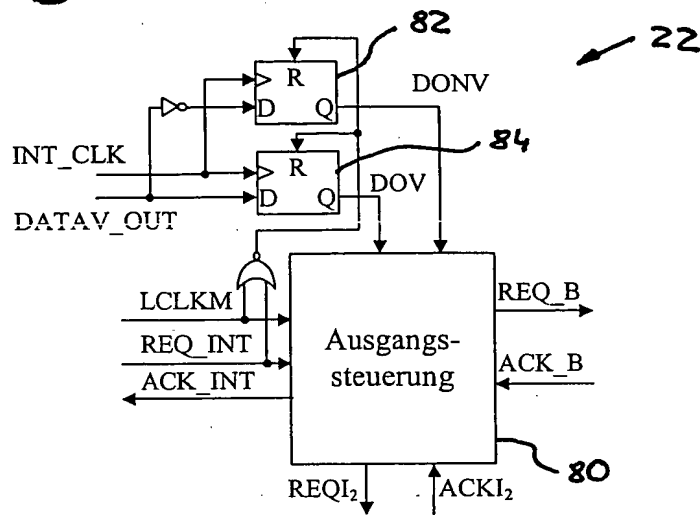 82
22
R
DONV
D
Q
84
INT_CLK
R
DOV
D
Q
DATAV_OUT
LCLKM
REQ_B
REQ_INT
Ausgangs-
steuerung
ACK_INT
ACK_B
80
REQI₂
ACKI₂